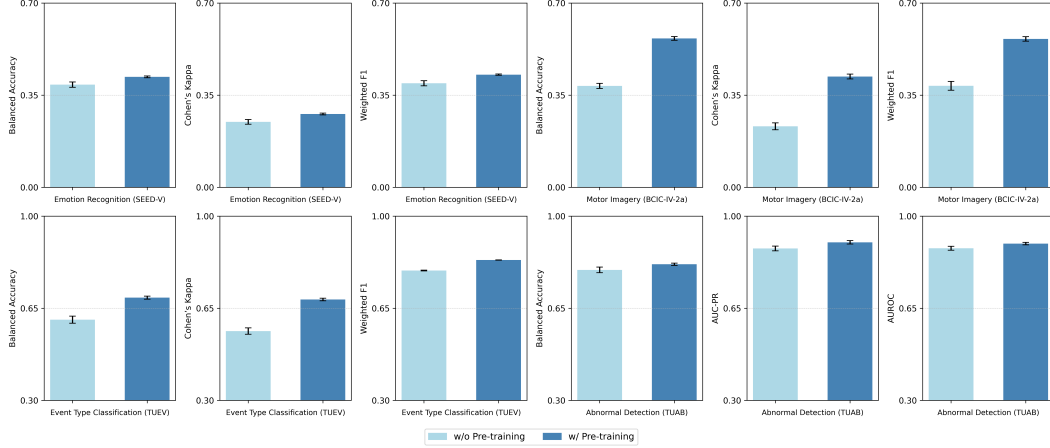 0.70
0.35
0.00
Balanced Accuracy
Emotion Recognition (SEED-V)
0.70
0.35
0.00
Cohen's Kappa
Emotion Recognition (SEED-V)
0.70
0.35
0.00
Weighted F1
Emotion Recognition (SEED-V)
0.70
0.35
0.00
Balanced Accuracy
Motor Imagery (BCIC-IV-2a)
0.70
0.35
0.00
Cohen's Kappa
Motor Imagery (BCIC-IV-2a)
0.70
0.35
0.00
Weighted F1
Motor Imagery (BCIC-IV-2a)
1.00
0.65
0.30
Balanced Accuracy
Event Type Classification (TUEV)
1.00
0.65
0.30
Cohen's Kappa
Event Type Classification (TUEV)
1.00
0.65
0.30
Weighted F1
Event Type Classification (TUEV)
1.00
0.65
0.30
Balanced Accuracy
Abnormal Detection (TUAB)
1.00
0.65
0.30
AUC-PR
Abnormal Detection (TUAB)
1.00
0.65
0.30
AUROC
Abnormal Detection (TUAB)
w/o Pre-training
w/ Pre-training